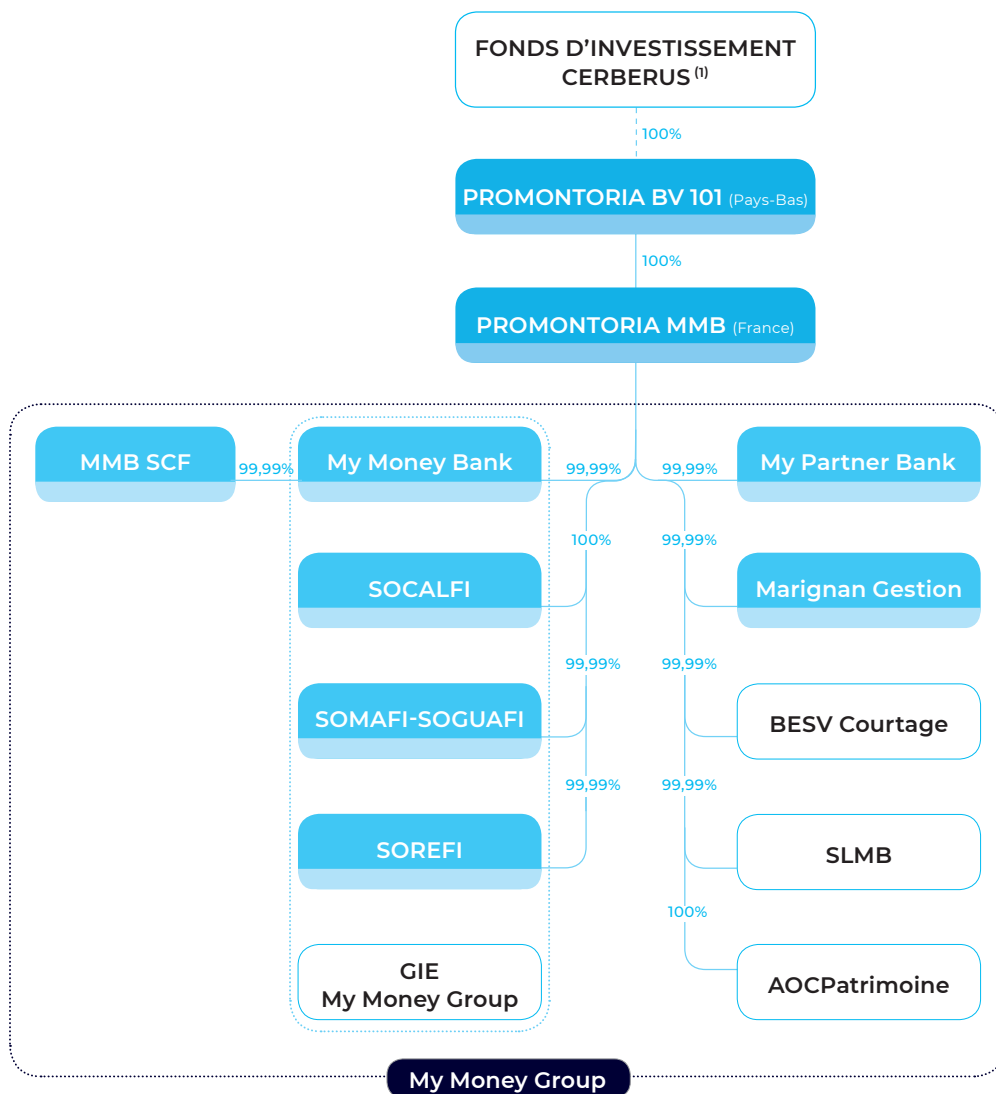 FONDS D'INVESTISSEMENT
CERBERUS (1)
100%
PROMONTORIA BV 101 (Pays-Bas)
100%
PROMONTORIA MMB (France)
MMB SCF
99,99%
My Money Bank
99,99%
99,99%
My Partner Bank
100%
99,99%
SOCALFI
Marignan Gestion
99,99%
99,99%
SOMAFI-SOGUAFI
BESV Courtage
99,99%
99,99%
SOREFI
SLMB
100%
GIE
My Money Group
AOCPatrimoine
My Money Group